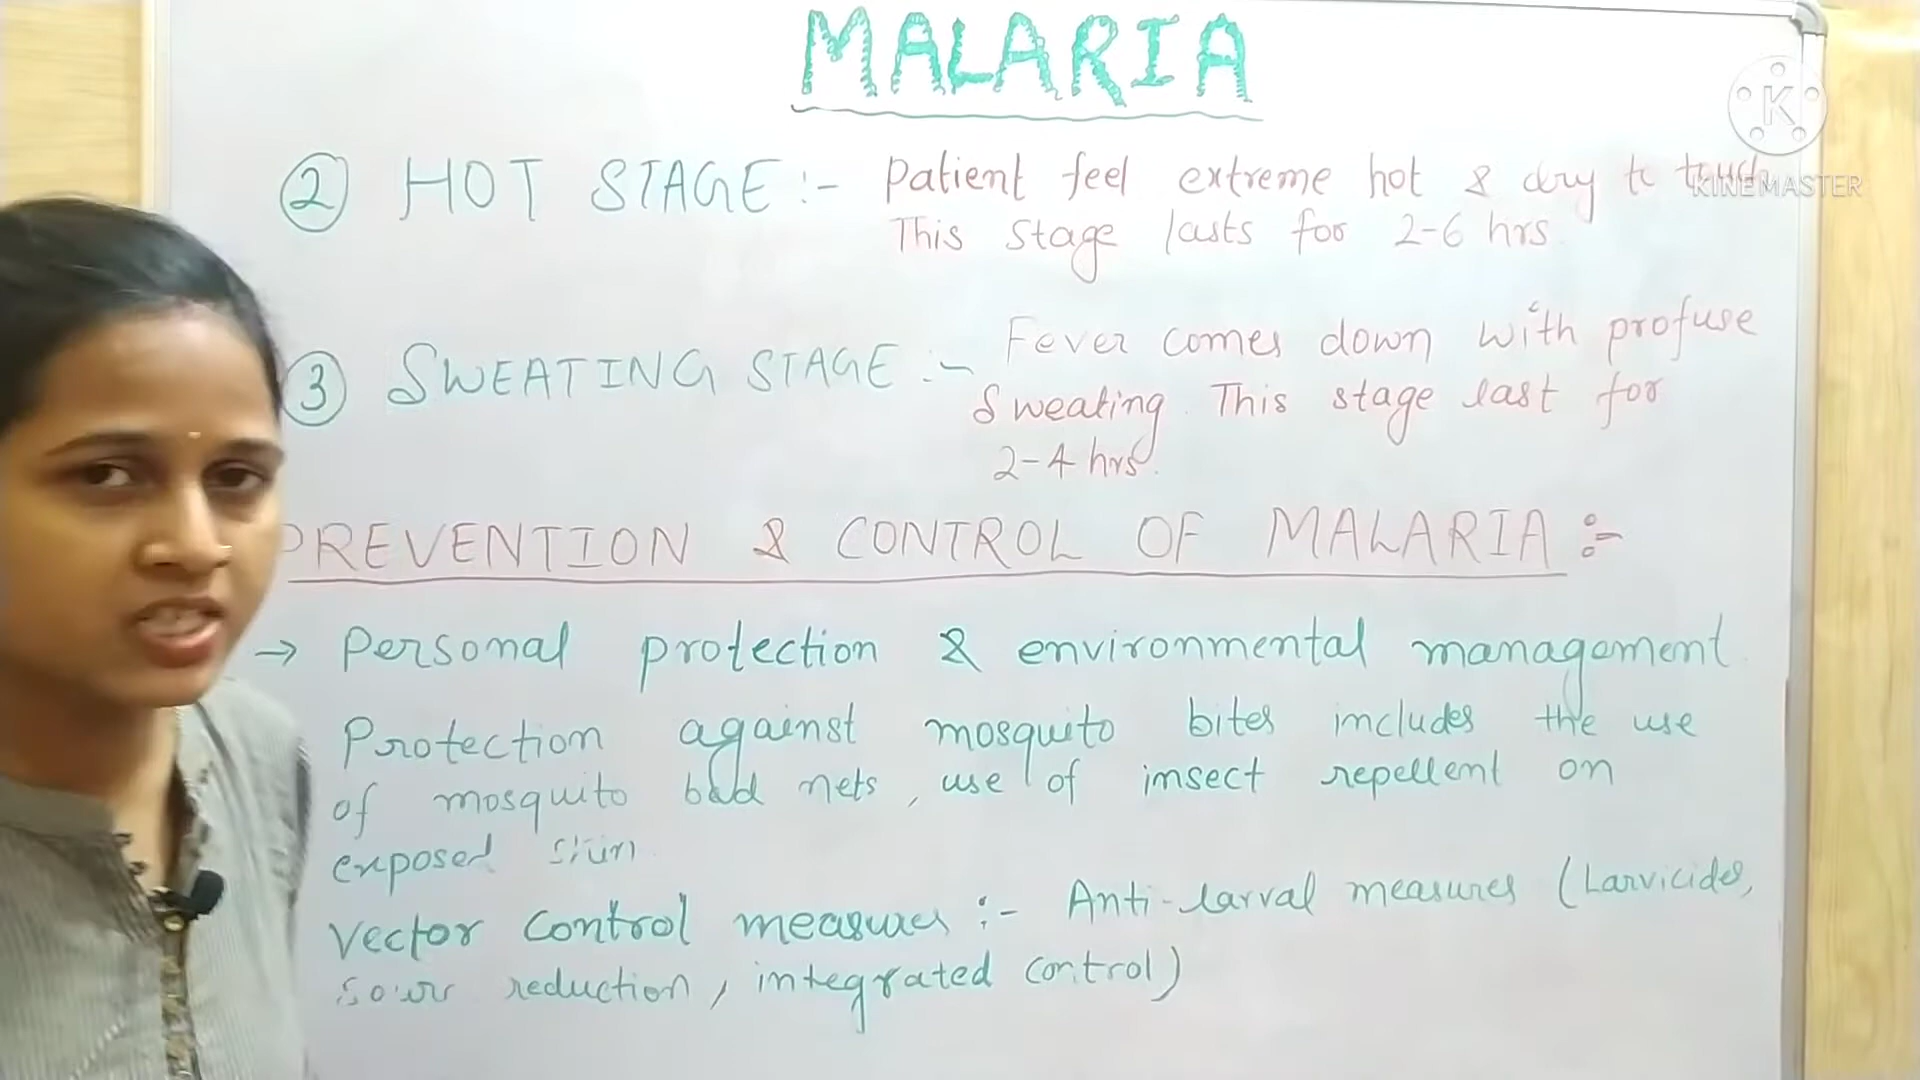 MALARIA
② HOT STAGE :- Patient feel extreme hot & dry to touch
This stage lasts for 2-6 hrs
③ SWEATING STAGE :- Fever comes down with profuse
Sweating. This stage last for
2-4 hrs.
PREVENTION & CONTROL OF MALARIA :-
→ Personal protection & environmental management
Protection against mosquito bites includes the use
of mosquito bed nets, use of insect repellent on
exposed skin
Vector control measures :- Anti-larval measures (Larvicides,
reduction, integrated control)
K
KINEMASTER